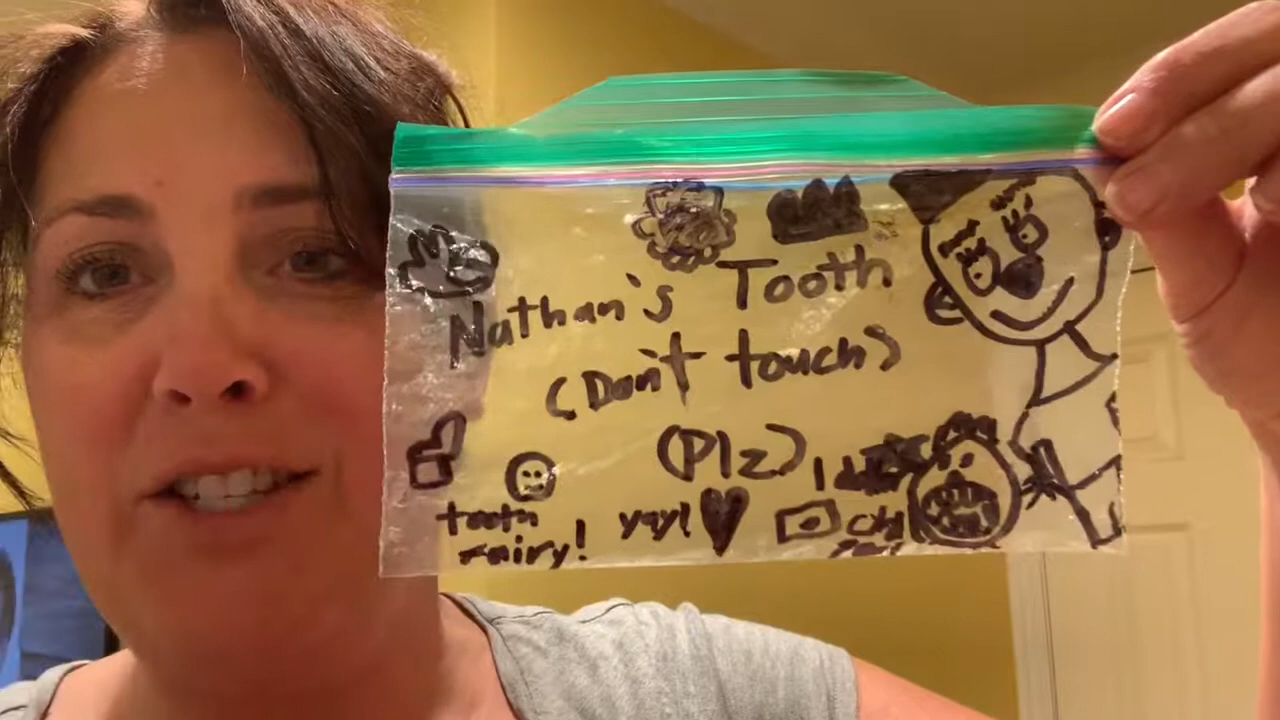 Nathan's Tooth
(Don't touch)
(Plz)
tooth fairy!
yay!